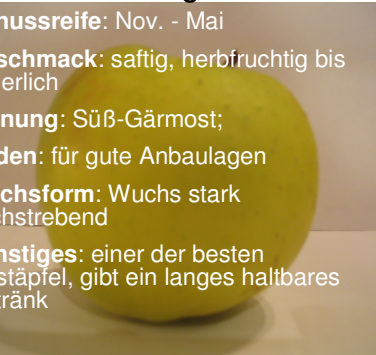 nussreife: Nov. - Mai
schmack: saftig, herbfruchtig bis
erlich
nung: Süß-Gärmost;
den: für gute Anbaulagen
chsform: Wuchs stark
chstrebend
nstiges: einer der besten
stäpfel, gibt ein langes haltbares
tränk